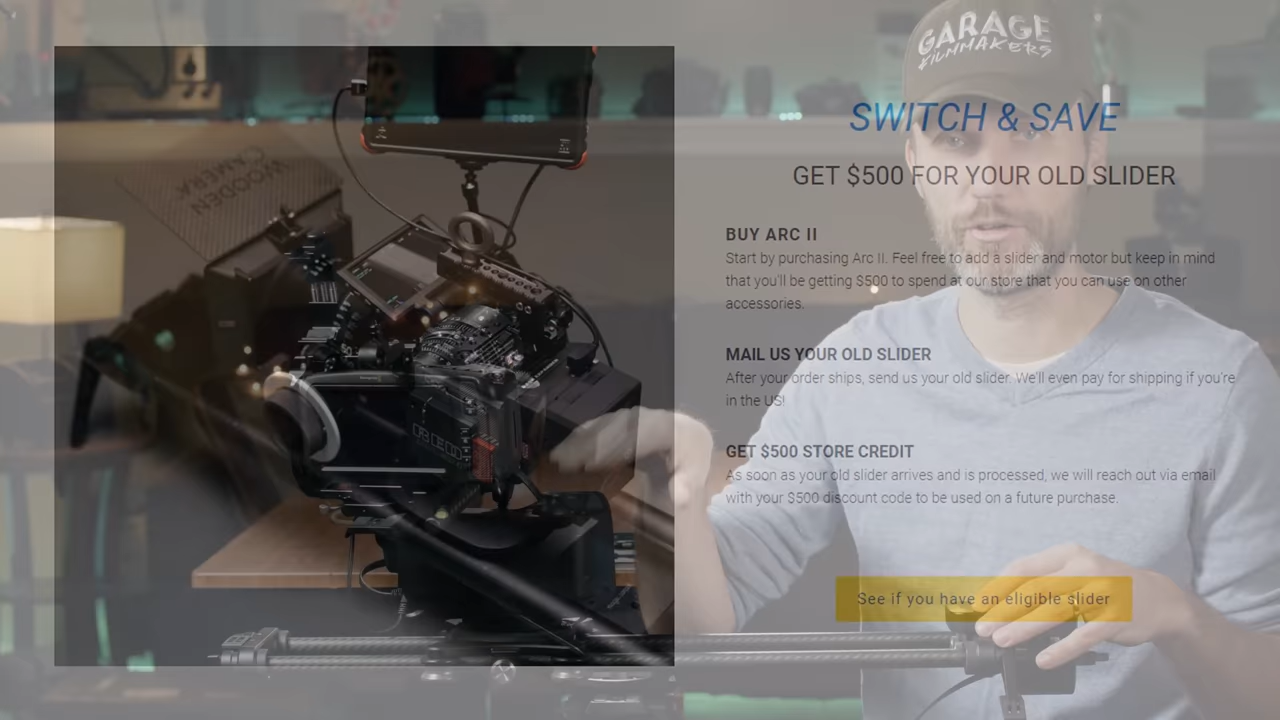 GARAGE
FILMMAKERS
WOODEN
CAMERA
SWITCH & SAVE
GET $500 FOR YOUR OLD SLIDER
BUY ARC II
Start by purchasing Arc II. Feel free to add a slider and motor but keep in mind
that you'll be getting $500 to spend at our store that you can use on other
accessories.
MAIL US YOUR OLD SLIDER
After your order ships, send us your old slider. We'll even pay for shipping if you're
in the US!
RED
GET $500 STORE CREDIT
As soon as your old slider arrives and is processed, we will reach out via email
with your $500 discount code to be used on a future purchase.
See if you have an eligible slider